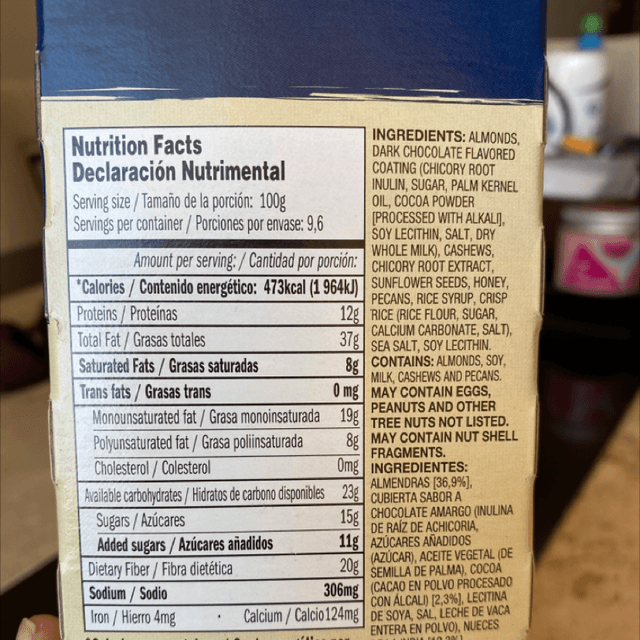 Nutrition Facts
Declaración Nutrimental
Serving size / Tamaño de la porción: 100g
Servings per container / Porciones por envase: 9,6
Amount per serving: / Cantidad por porción:
*Calories / Contenido energético: 473kcal (1 964kJ)
Proteins / Proteínas 12g
Total Fat / Grasas totales 37g
Saturated Fats / Grasas saturadas 8g
Trans fats / Grasas trans 0 mg
Monounsaturated fat / Grasa monoinsaturada 19g
Polyunsaturated fat / Grasa poliinsaturada 8g
Cholesterol / Colesterol 0mg
Available carbohydrates / Hidratos de carbono disponibles 23g
Sugars / Azúcares 15g
Added sugars / Azúcares añadidos 11g
Dietary Fiber / Fibra dietética 20g
Sodium / Sodio 306mg
Iron / Hierro 4mg · Calcium / Calcio 124mg
INGREDIENTS: ALMONDS,
DARK CHOCOLATE FLAVORED
COATING (CHICORY ROOT
INULIN, SUGAR, PALM KERNEL
OIL, COCOA POWDER
[PROCESSED WITH ALKALI],
SOY LECITHIN, SALT, DRY
WHOLE MILK), CASHEWS,
CHICORY ROOT EXTRACT,
SUNFLOWER SEEDS, HONEY,
PECANS, RICE SYRUP, CRISP
RICE (RICE FLOUR, SUGAR,
CALCIUM CARBONATE, SALT),
SEA SALT, SOY LECITHIN.
CONTAINS: ALMONDS, SOY,
MILK, CASHEWS AND PECANS.
MAY CONTAIN EGGS,
PEANUTS AND OTHER
TREE NUTS NOT LISTED.
MAY CONTAIN NUT SHELL
FRAGMENTS.
INGREDIENTES:
ALMENDRAS [36,9%],
CUBIERTA SABOR A
CHOCOLATE AMARGO (INULINA
DE RAÍZ DE ACHICORIA,
AZÚCARES AÑADIDOS
(AZÚCAR), ACEITE VEGETAL (DE
SEMILLA DE PALMA), COCOA
(CACAO EN POLVO PROCESADO
CON ÁLCALI) [2,3%], LECITINA
DE SOYA, SAL, LECHE DE VACA
ENTERA EN POLVO), NUECES